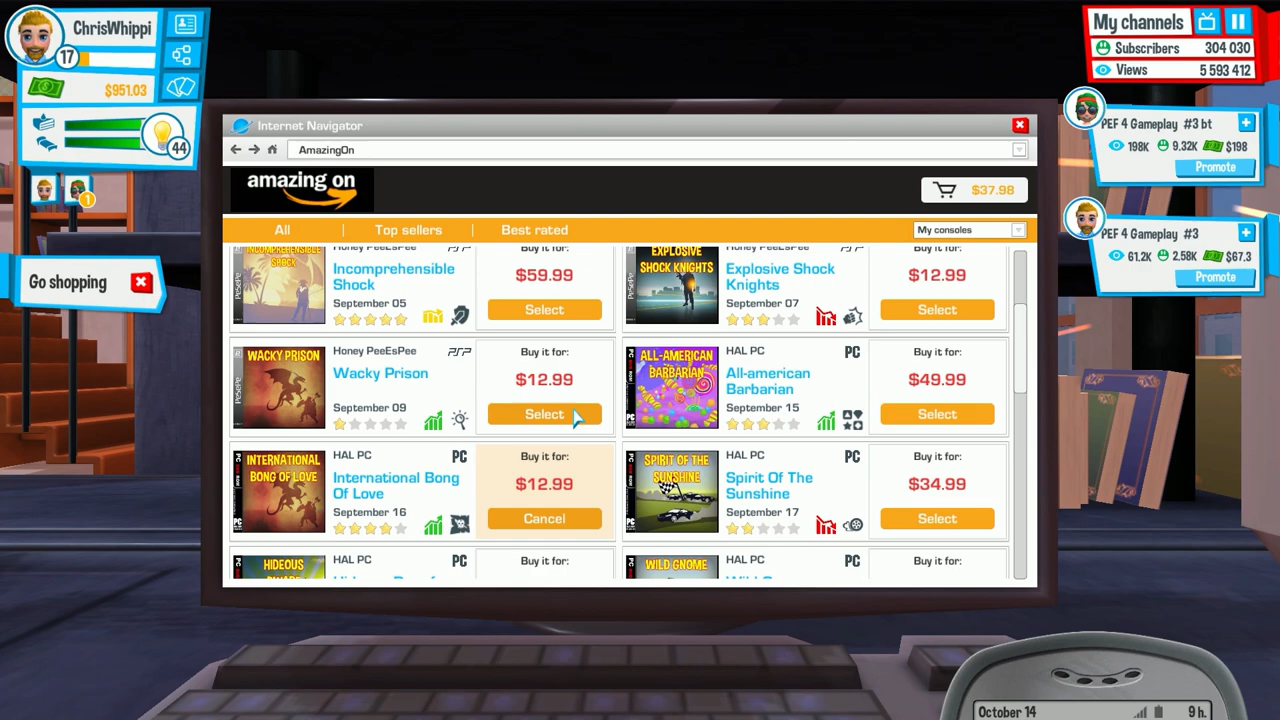 ChrisWhippi
17
$951.03
44
1
Go shopping
My channels
Subscribers 304 030
Views 5 593 412
PEF 4 Gameplay #3 bt
198K 9.32K $198
Promote
PEF 4 Gameplay #3
61,2K 2.58K $67.3
Promote
Internet Navigator
AmazingOn
amazing on
$37.98
All
Top sellers
Best rated
My consoles
INCOMPREHENSIBLE
SHOCK
Honey PeeEsPee
PSP
Incomprehensible
Shock
September 05
Buy it for:
$59.99
Select
EXPLOSIVE
SHOCK KNIGHTS
Honey PeeEsPee
PSP
Explosive Shock
Knights
September 07
Buy it for:
$12.99
Select
WACKY PRISON
Honey PeeEsPee
PSP
Wacky Prison
September 09
Buy it for:
$12.99
Select
ALL-AMERICAN
BARBARIAN
HAL PC
PC
All-american
Barbarian
September 15
Buy it for:
$49.99
Select
INTERNATIONAL
BONG OF LOVE
HAL PC
PC
International Bong
Of Love
September 16
Buy it for:
$12.99
Cancel
SPIRIT OF THE
SUNSHINE
HAL PC
PC
Spirit Of The
Sunshine
September 17
Buy it for:
$34.99
Select
HIDEOUS
HAL PC
PC
Buy it for:
WILD GNOME
HAL PC
PC
Buy it for:
October 14
9 h.